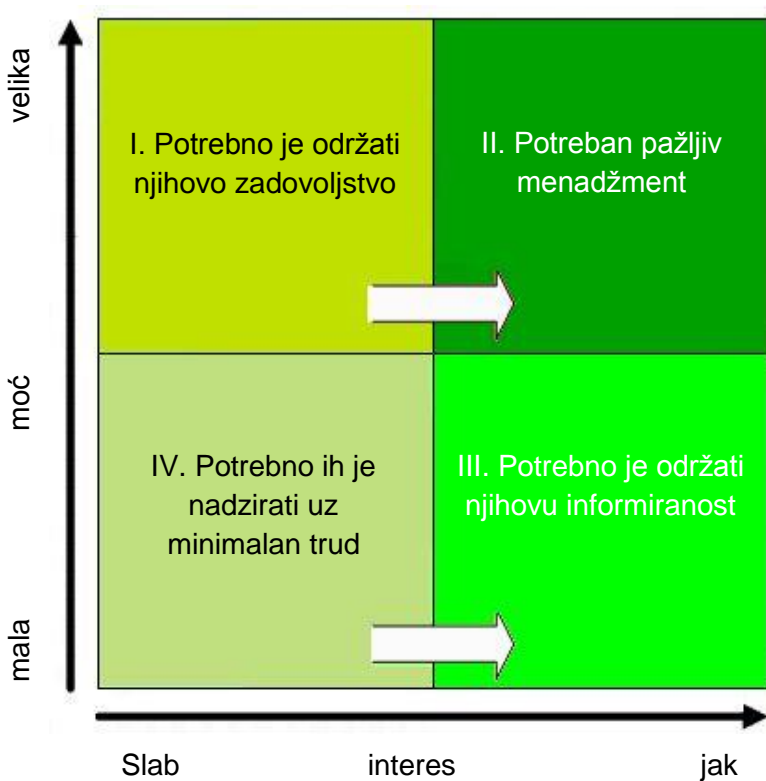 velika
I. Potrebno je održati
njihovo zadovoljstvo
II. Potreban pažljiv
menadžment
moć
IV. Potrebno ih je
nadzirati uz
minimalan trud
III. Potrebno je održati
njihovu informiranost
mala
Slab
interes
jak